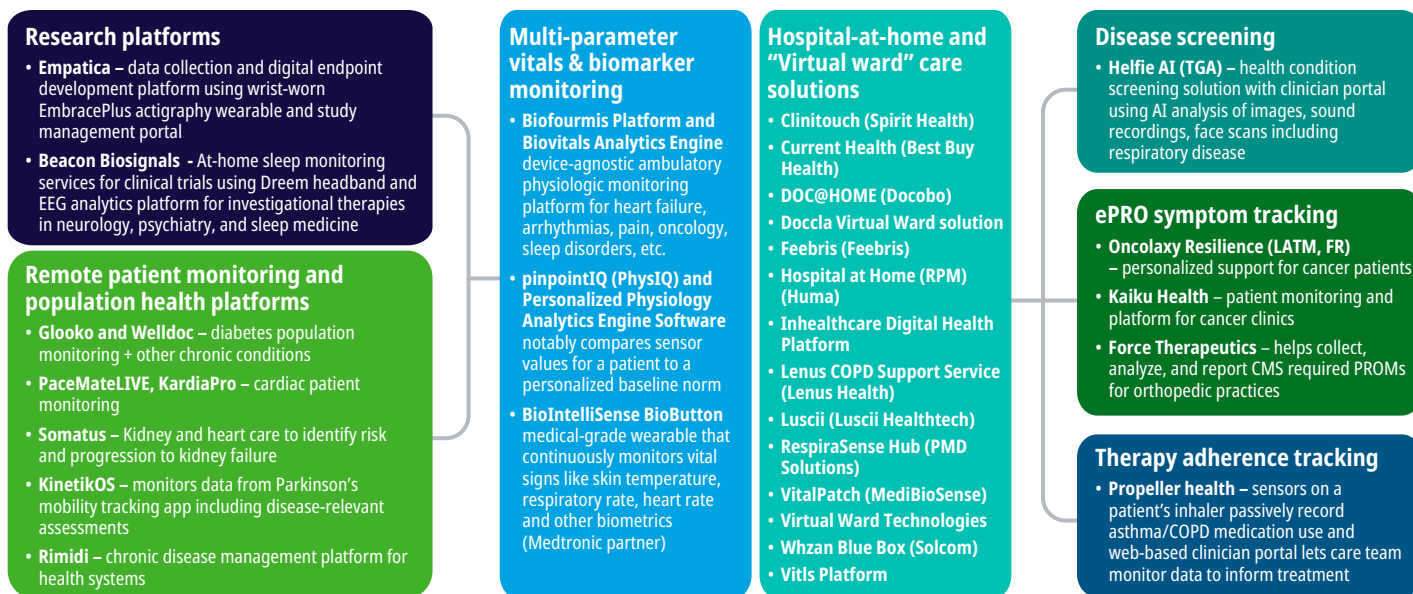 Research platforms
• Empatica – data collection and digital endpoint
development platform using wrist-worn
EmbracePlus actigraphy wearable and study
management portal
• Beacon Biosignals - At-home sleep monitoring
services for clinical trials using Dreem headband and
EEG analytics platform for investigational therapies
in neurology, psychiatry, and sleep medicine
Remote patient monitoring and
population health platforms
• Glooko and Welldoc – diabetes population
monitoring + other chronic conditions
• PaceMateLIVE, KardiaPro – cardiac patient
monitoring
• Somatus – Kidney and heart care to identify risk
and progression to kidney failure
• KinetikOS – monitors data from Parkinson’s
mobility tracking app including disease-relevant
assessments
• Rimidi – chronic disease management platform for
health systems
Multi-parameter
vitals & biomarker
monitoring
• Biofourmis Platform and
Biovitals Analytics Engine
device-agnostic ambulatory
physiologic monitoring
platform for heart failure,
arrhythmias, pain, oncology,
sleep disorders, etc.
• pinpointIQ (PhysIQ) and
Personalized Physiology
Analytics Engine Software
notably compares sensor
values for a patient to a
personalized baseline norm
• BioIntelliSense BioButton
medical-grade wearable that
continuously monitors vital
signs like skin temperature,
respiratory rate, heart rate
and other biometrics
(Medtronic partner)
Hospital-at-home and
“Virtual ward” care
solutions
• Clinitouch (Spirit Health)
• Current Health (Best Buy
Health)
• DOC@HOME (Docobo)
• Doccla Virtual Ward solution
• Feebris (Feebris)
• Hospital at Home (RPM)
(Huma)
• Inhealthcare Digital Health
Platform
• Lenus COPD Support Service
(Lenus Health)
• Luscii (Luscii Healthtech)
• RespiraSense Hub (PMD
Solutions)
• VitalPatch (MediBioSense)
• Virtual Ward Technologies
• Whzan Blue Box (Solcom)
• Vitls Platform
Disease screening
• Helfie AI (TGA) – health condition
screening solution with clinician portal
using AI analysis of images, sound
recordings, face scans including
respiratory disease
ePRO symptom tracking
• Oncolaxy Resilience (LATM, FR)
– personalized support for cancer patients
• Kaiku Health – patient monitoring and
platform for cancer clinics
• Force Therapeutics – helps collect,
analyze, and report CMS required PROMs
for orthopedic practices
Therapy adherence tracking
• Propeller health – sensors on a
patient’s inhaler passively record
asthma/COPD medication use and
web-based clinician portal lets care team
monitor data to inform treatment